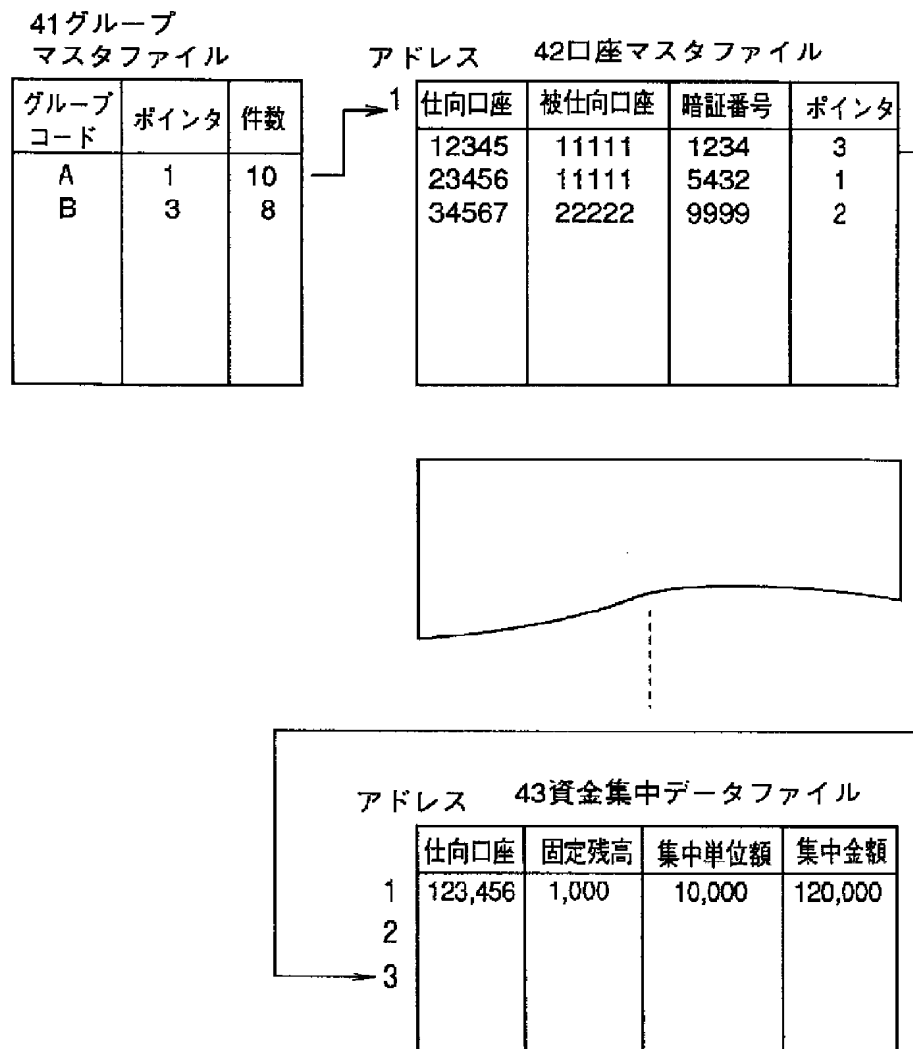 41グループ
マスタファイル
グループ
コード ポインタ 件数
A 1 10
B 3 8
アドレス 42口座マスタファイル
1 仕向口座 被仕向口座 暗証番号 ポインタ
12345 11111 1234 3
23456 11111 5432 1
34567 22222 9999 2
アドレス 43資金集中データファイル
仕向口座 固定残高 集中単位額 集中金額
1 123,456 1,000 10,000 120,000
2
3